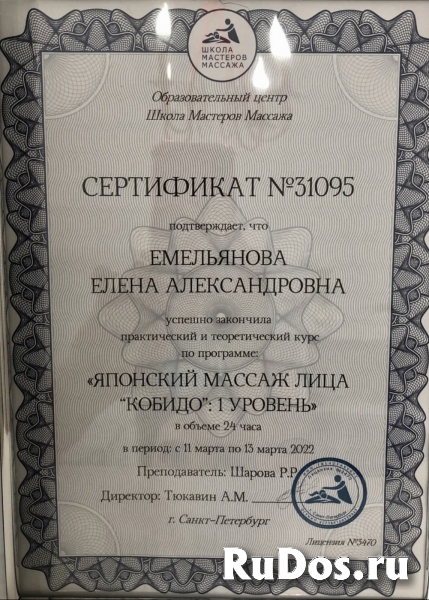 ШКОЛА
МАСТЕРОВ
МАССАЖА
Образовательный центр
Школа Мастеров Массажа
СЕРТИФИКАТ №31095
подтверждает, что
ЕМЕЛЬЯНОВА
ЕЛЕНА АЛЕКСАНДРОВНА
успешно закончила
практический и теоретический курс
по программе:
«ЯПОНСКИЙ МАССАЖ ЛИЦА
“КОБИДО”: 1 УРОВЕНЬ»
в объеме 24 часа
в период: с 11 марта по 13 марта 2022
Преподаватель: Шарова Р.Р.
Директор: Тюкавин А.М.
г. Санкт-Петербург
Лицензия №3470
RuDos.ru